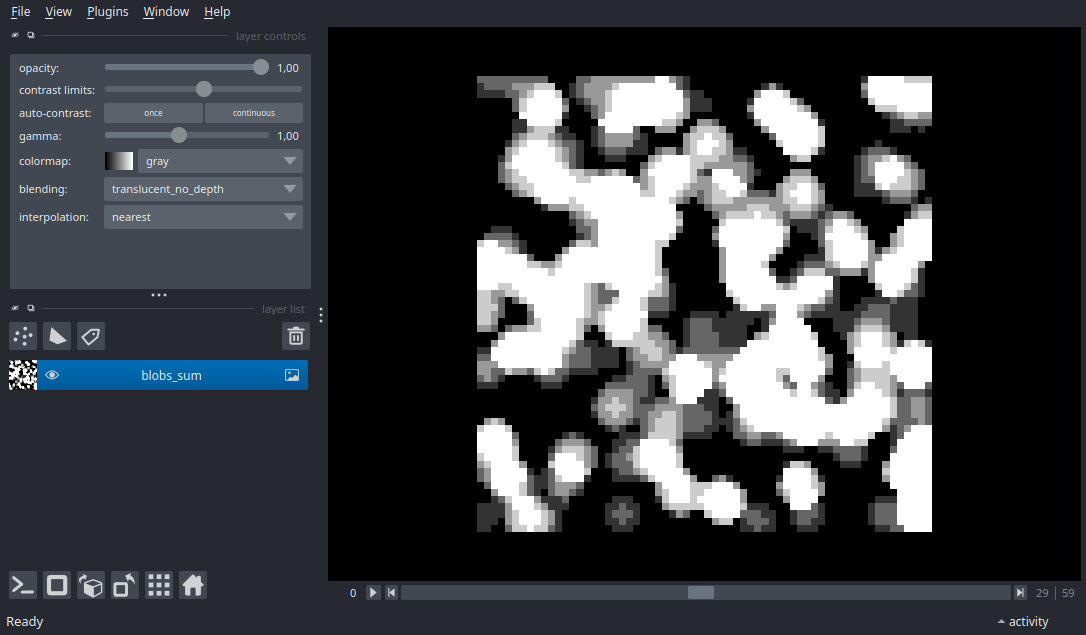 File View Plugins Window Help
layer controls
opacity: 1,00
contrast limits:
auto-contrast: once continuous
gamma: 1,00
colormap: gray
blending: translucent_no_depth
interpolation: nearest
layer list
blobs_sum
0 29 59
Ready activity